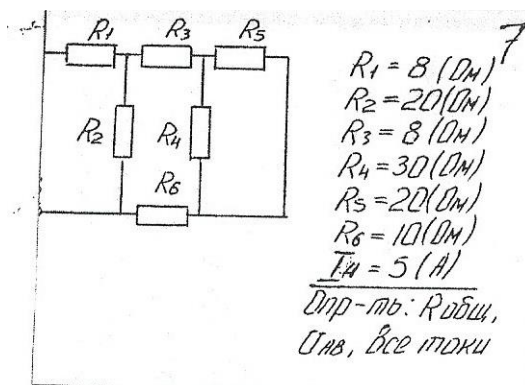 R1 R3 R5
R2 R4
R6
7
R1 = 8 (Ом)
R2 = 20(Ом)
R3 = 8 (Ом)
R4 = 30(Ом)
R5 = 20(Ом)
R6 = 10(Ом)
= 5 (А)
Опр-ть: Rобщ,
UАВ, все токи